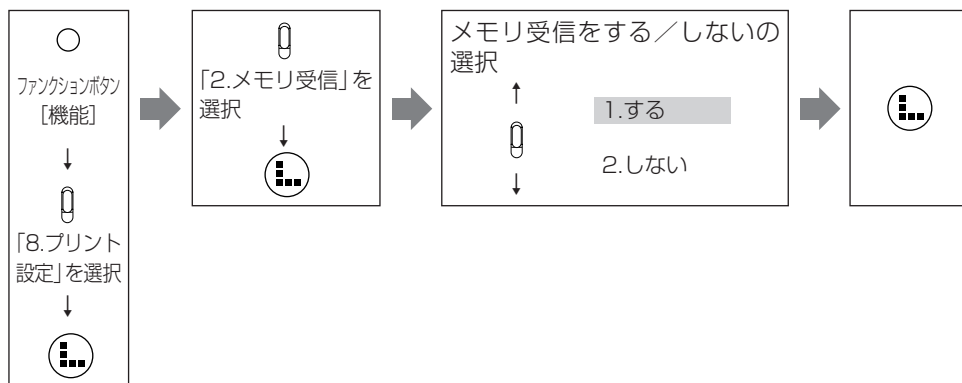 ファンクションボタン
[機能]
↓
「8.プリント
設定」を選択
↓
「2.メモリ受信」を
選択
↓
メモリ受信をする／しないの
選択
↑
1.する
2.しない
↓